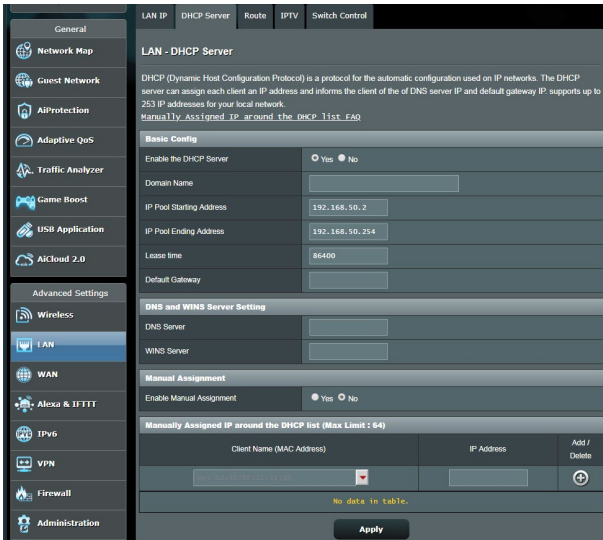 LAN IP DHCP Server Route IPTV Switch Control
General
Network Map
Guest Network
AiProtection
Adaptive QoS
Traffic Analyzer
Game Boost
USB Application
AiCloud 2.0
Advanced Settings
Wireless
LAN
WAN
Alexa & IFTTT
IPv6
VPN
Firewall
Administration
LAN - DHCP Server
DHCP (Dynamic Host Configuration Protocol) is a protocol for the automatic configuration used on IP networks. The DHCP
server can assign each client an IP address and informs the client of the of DNS server IP and default gateway IP. supports up to
253 IP addresses for your local network.
Manually Assigned IP around the DHCP list FAQ
Basic Config
Enable the DHCP Server Yes No
Domain Name
IP Pool Starting Address 192.168.50.2
IP Pool Ending Address 192.168.50.254
Lease time 86400
Default Gateway
DNS and WINS Server Setting
DNS Server
WINS Server
Manual Assignment
Enable Manual Assignment Yes No
Manually Assigned IP around the DHCP list (Max Limit : 64)
Client Name (MAC Address) IP Address Add /
Delete
No data in table.
Apply